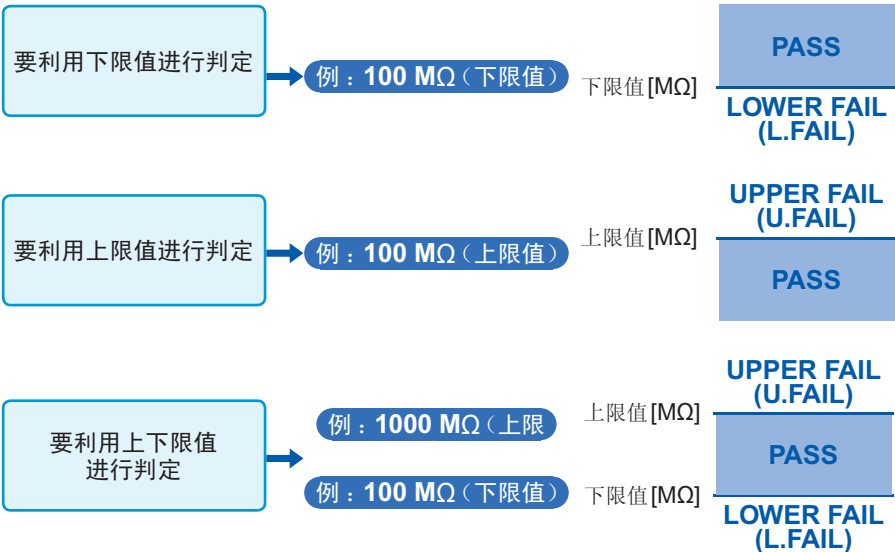 要利用下限值进行判定
例：100 MΩ（下限值）
下限值[MΩ]
PASS
LOWER FAIL
(L.FAIL)
要利用上限值进行判定
例：100 MΩ（上限值）
上限值[MΩ]
UPPER FAIL
(U.FAIL)
PASS
要利用上下限值
进行判定
例：1000 MΩ（上限
例：100 MΩ（下限值）
上限值[MΩ]
下限值[MΩ]
UPPER FAIL
(U.FAIL)
PASS
LOWER FAIL
(L.FAIL)